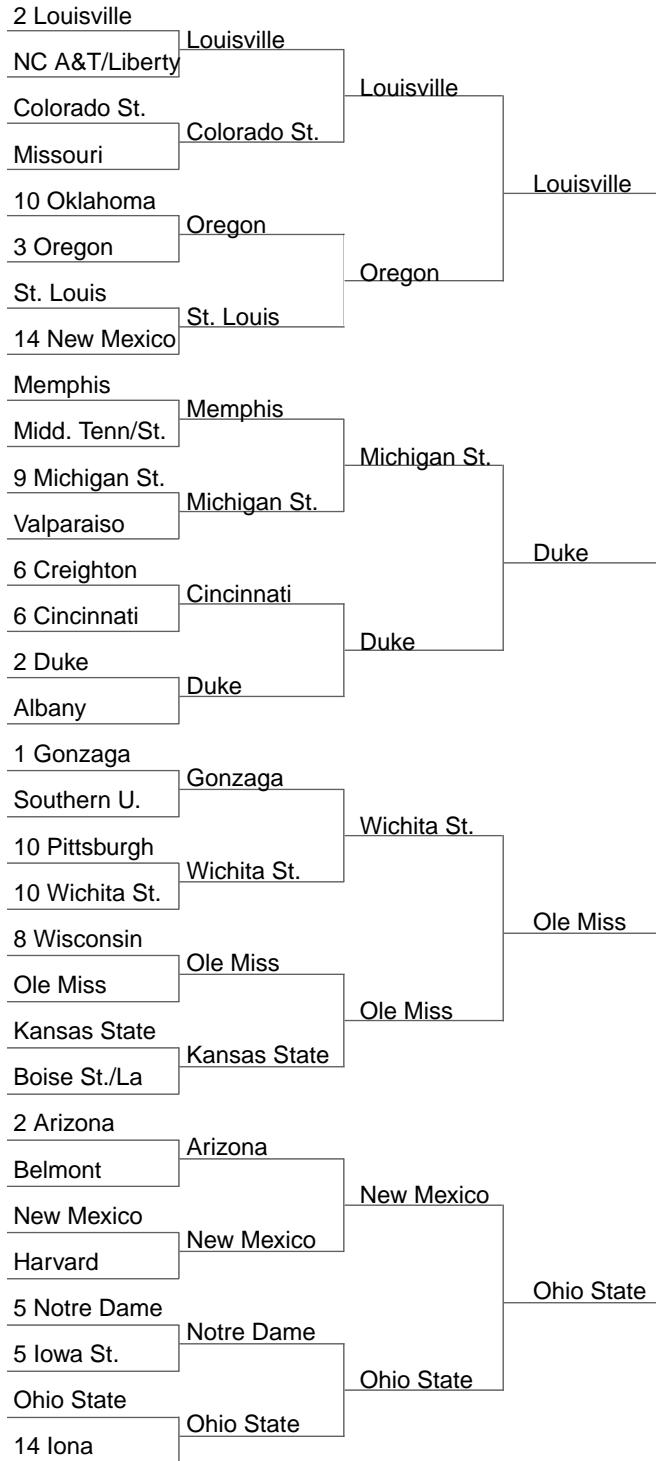 2 Louisville
NC A&T/Liberty
Colorado St.
Missouri
10 Oklahoma
3 Oregon
St. Louis
14 New Mexico
Memphis
Midd. Tenn/St.
9 Michigan St.
Valparaiso
6 Creighton
6 Cincinnati
2 Duke
Albany
1 Gonzaga
Southern U.
10 Pittsburgh
10 Wichita St.
8 Wisconsin
Ole Miss
Kansas State
Boise St./La
2 Arizona
Belmont
New Mexico
Harvard
5 Notre Dame
5 Iowa St.
Ohio State
14 Iona
Louisville
Colorado St.
Oregon
St. Louis
Memphis
Michigan St.
Cincinnati
Duke
Gonzaga
Wichita St.
Ole Miss
Kansas State
Arizona
New Mexico
Notre Dame
Ohio State
Louisville
Oregon
Michigan St.
Duke
Wichita St.
Ole Miss
New Mexico
Ohio State
Louisville
Duke
Ole Miss
Ohio State